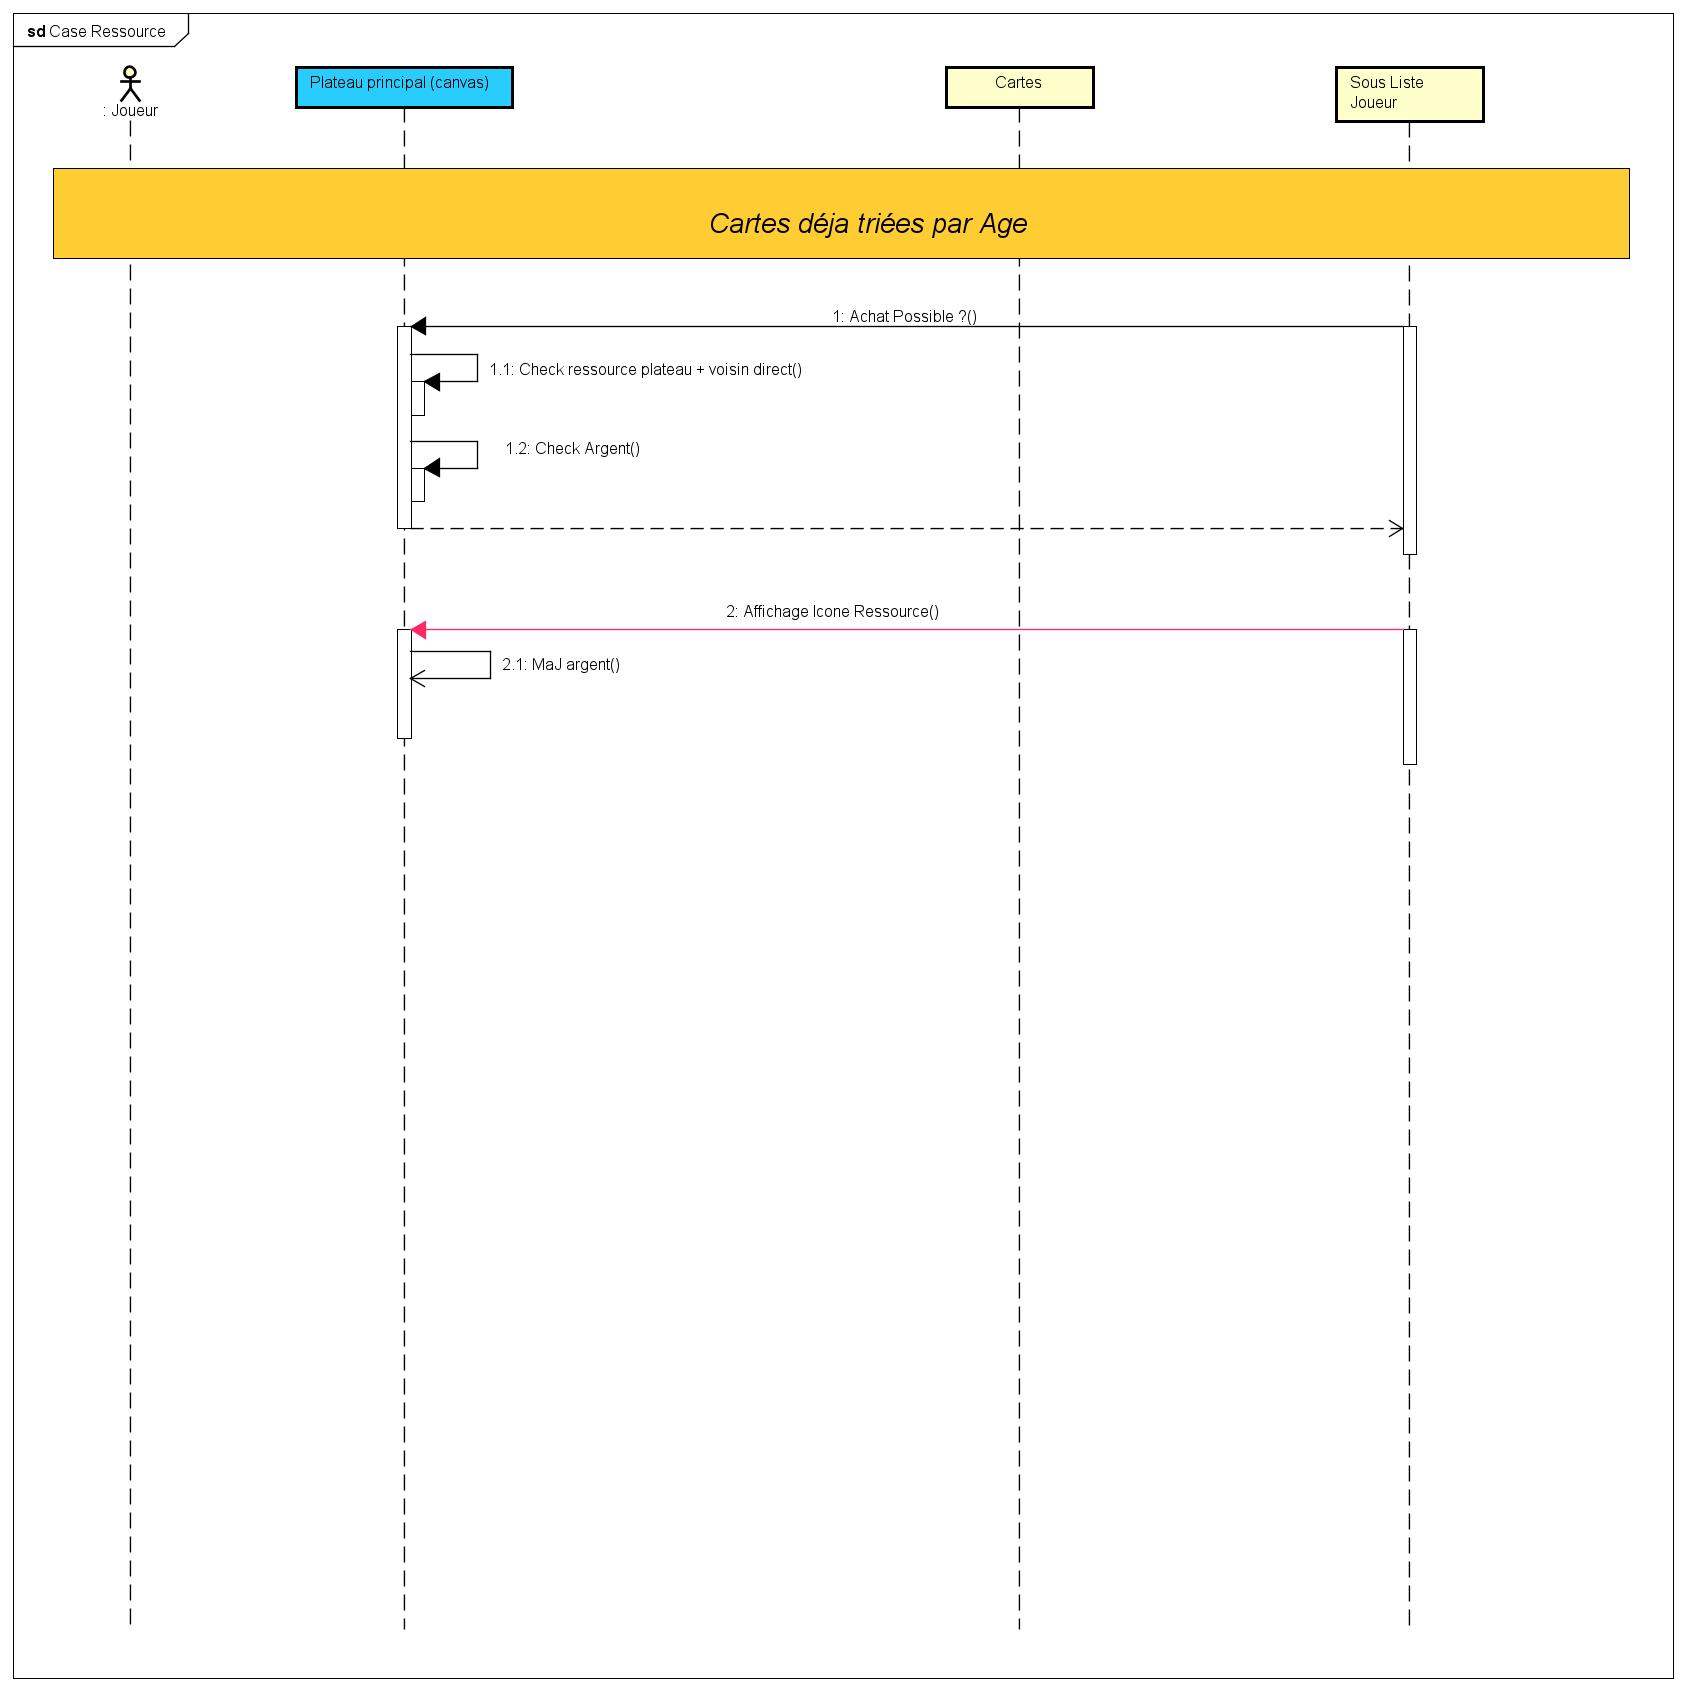 sd Case Ressource
: Joueur
Plateau principal (canvas)
Cartes
Sous Liste
Joueur
Cartes déja triées par Age
1: Achat Possible ?()
1.1: Check ressource plateau + voisin direct()
1.2: Check Argent()
2: Affichage Icone Ressource()
2.1: MaJ argent()